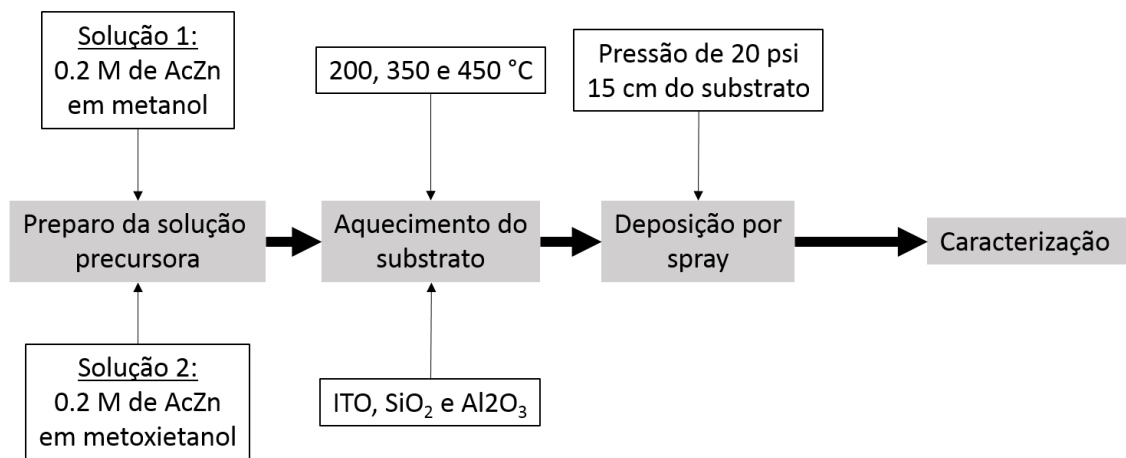 Solução 1:
0.2 M de AcZn
em metanol
200, 350 e 450 °C
Pressão de 20 psi
15 cm do substrato
Preparo da solução
precursora
Aquecimento do
substrato
Deposição por
spray
Caracterização
Solução 2:
0.2 M de AcZn
em metoxietanol
ITO, SiO₂ e Al2O₃